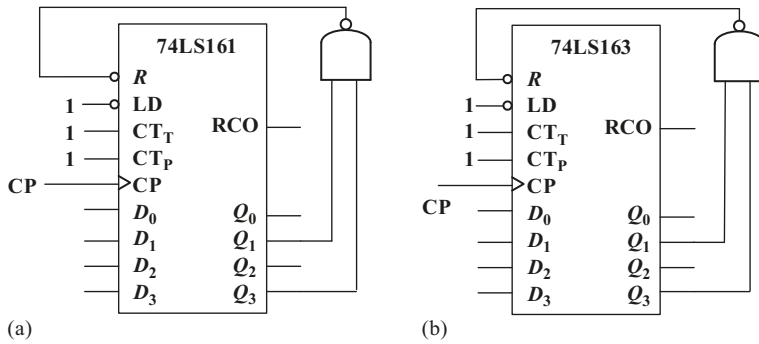 74LS161
R
1 LD
1 CT_T RCO
1 CT_P
CP CP
D_0 Q_0
D_1 Q_1
D_2 Q_2
D_3 Q_3
(a)
74LS163
R
1 LD
1 CT_T RCO
1 CT_P
CP CP
D_0 Q_0
D_1 Q_1
D_2 Q_2
D_3 Q_3
(b)